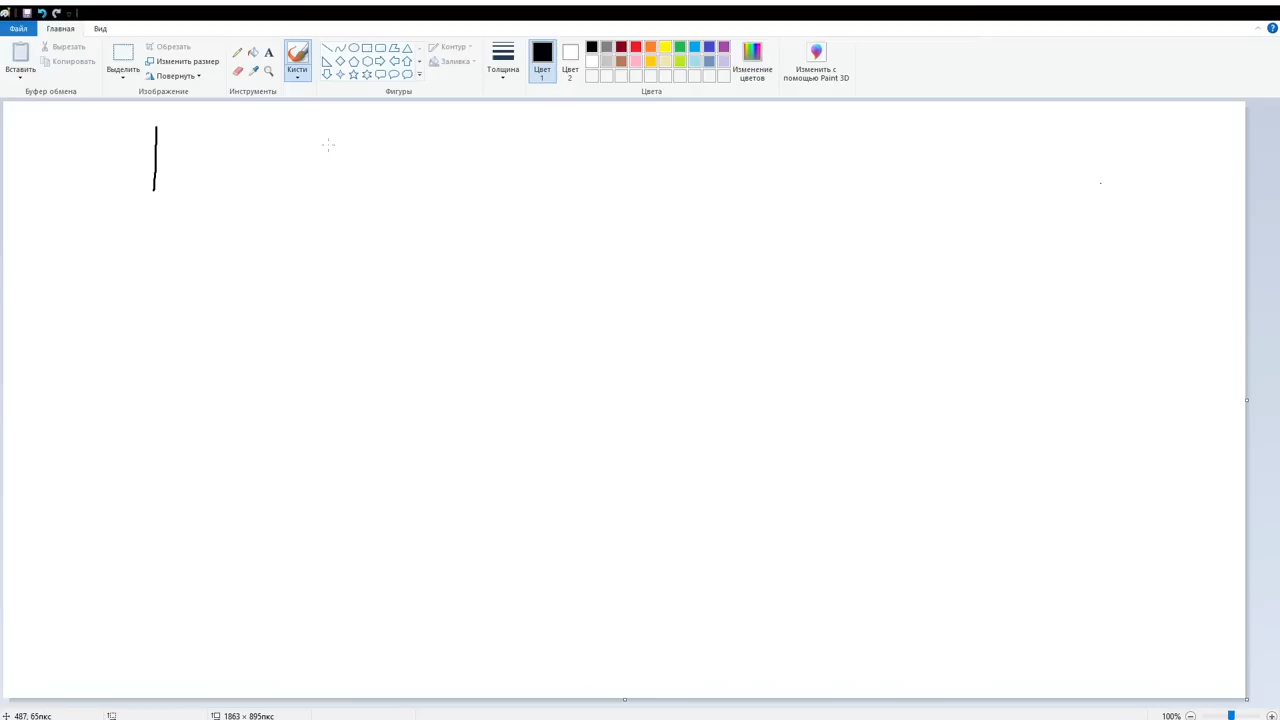 Файл Главная Вид
Вставить
Вырезать
Копировать
Буфер обмена
Выделить
Обрезать
Изменить размер
Повернуть
Изображение
A
Инструменты
Кисти
Контур
Заливка
Фигуры
Толщина
Цвет 1
Цвет 2
Изменение цветов
Цвета
Изменить с помощью Paint 3D
?
487, 65пкс 1863 × 895пкс 100%